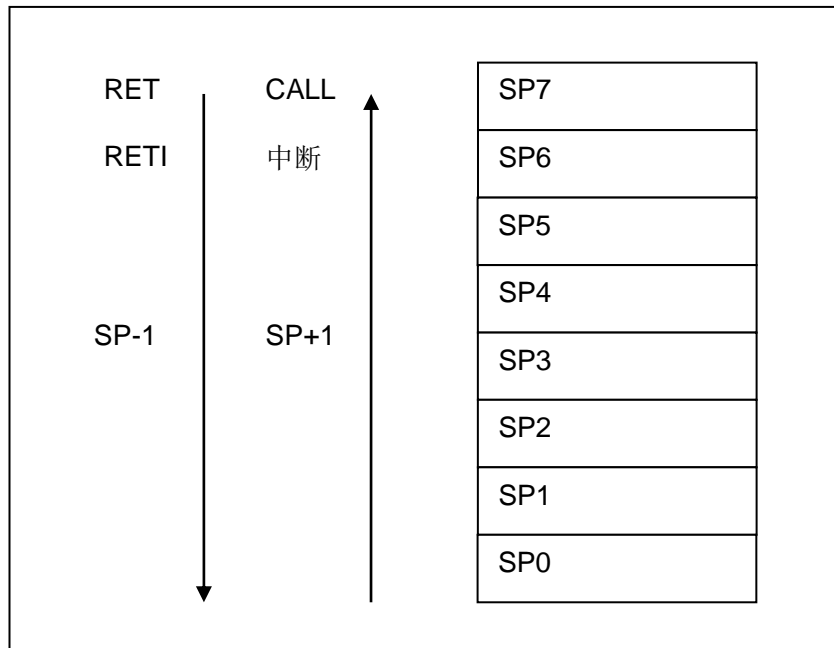 RET CALL SP7
RETI 中断 SP6
SP5
SP4
SP-1 SP+1 SP3
SP2
SP1
SP0